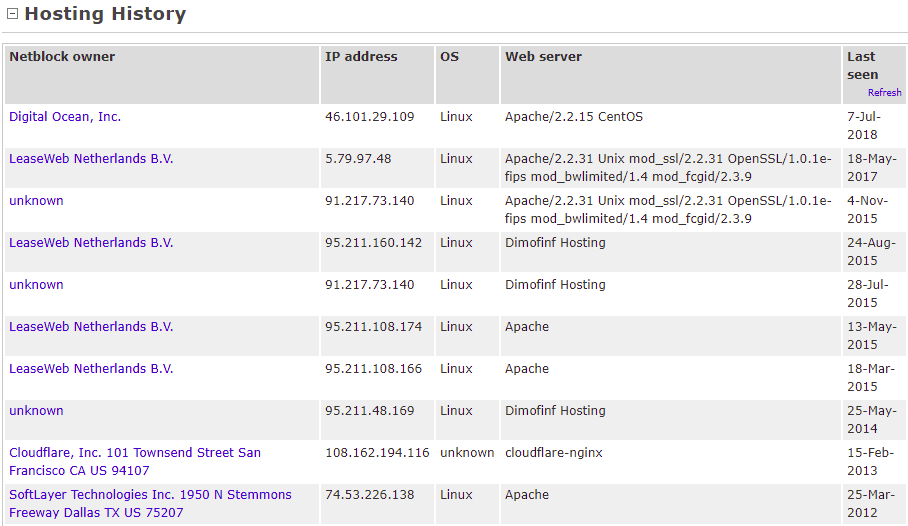 Hosting History
Netblock owner IP address OS Web server Last
seen
Refresh
Digital Ocean, Inc. 46.101.29.109 Linux Apache/2.2.15 CentOS 7-Jul-
2018
LeaseWeb Netherlands B.V. 5.79.97.48 Linux Apache/2.2.31 Unix mod_ssl/2.2.31 OpenSSL/1.0.1e- 18-May-
fips mod_bwlimited/1.4 mod_fcgid/2.3.9 2017
unknown 91.217.73.140 Linux Apache/2.2.31 Unix mod_ssl/2.2.31 OpenSSL/1.0.1e- 4-Nov-
fips mod_bwlimited/1.4 mod_fcgid/2.3.9 2015
LeaseWeb Netherlands B.V. 95.211.160.142 Linux Dimofinf Hosting 24-Aug-
2015
unknown 91.217.73.140 Linux Dimofinf Hosting 28-Jul-
2015
LeaseWeb Netherlands B.V. 95.211.108.174 Linux Apache 13-May-
2015
LeaseWeb Netherlands B.V. 95.211.108.166 Linux Apache 18-Mar-
2015
unknown 95.211.48.169 Linux Dimofinf Hosting 25-May-
2014
Cloudflare, Inc. 101 Townsend Street San 108.162.194.116 unknown cloudflare-nginx 15-Feb-
Francisco CA US 94107 2013
SoftLayer Technologies Inc. 1950 N Stemmons 74.53.226.138 Linux Apache 25-Mar-
Freeway Dallas TX US 75207 2012